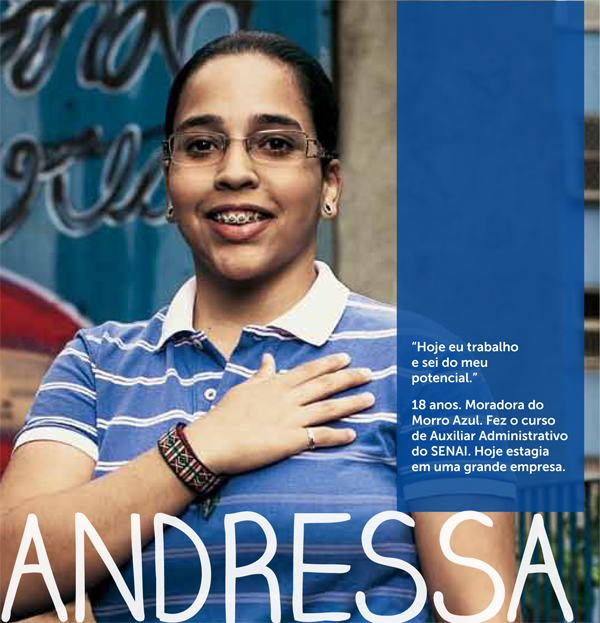 “Hoje eu trabalho
e sei do meu
potencial.”
18 anos. Moradora do
Morro Azul. Fez o curso
de Auxiliar Administrativo
do SENAI. Hoje estagia
em uma grande empresa.
ANDRESSA